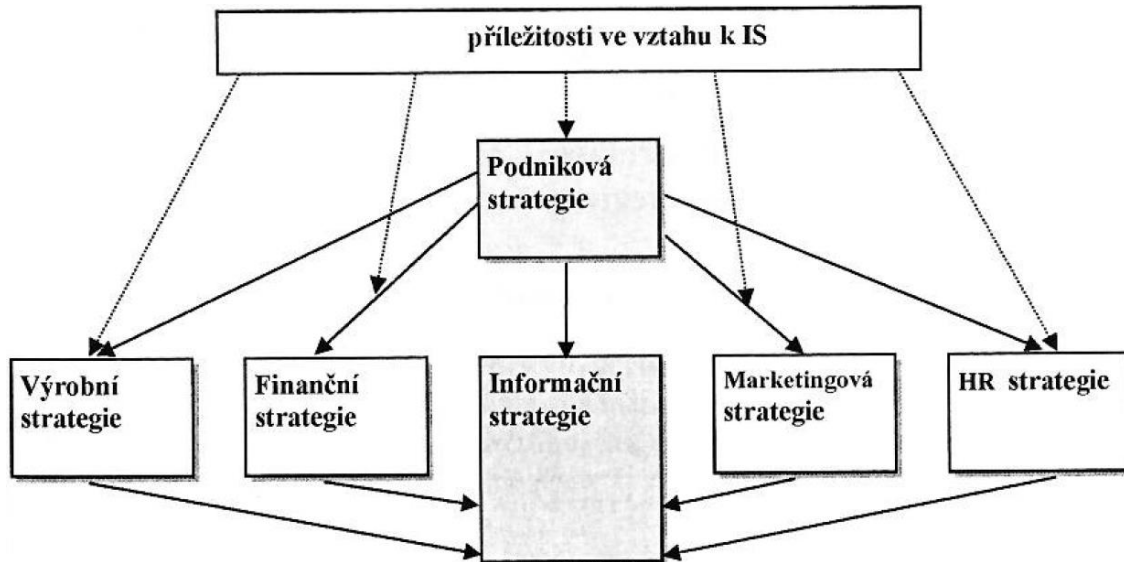 příležitosti ve vztahu k IS
Podniková
strategie
Výrobní
strategie
Finanční
strategie
Informační
strategie
Marketingová
strategie
HR strategie